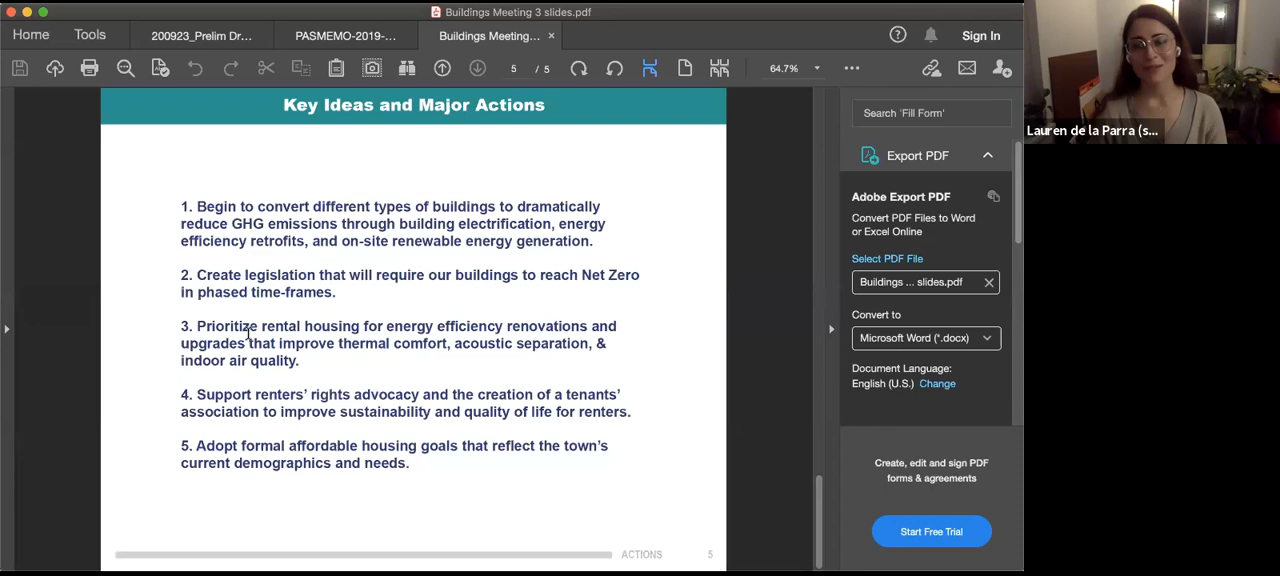 Buildings Meeting 3 slides.pdf
Home Tools 200923_Prelim Dr... PASMEMO-2019-... Buildings Meeting... × Sign In
5 / 5 64.7%
Search 'Fill Form'
Lauren de la Parra (s...
Key Ideas and Major Actions
1. Begin to convert different types of buildings to dramatically
reduce GHG emissions through building electrification, energy
efficiency retrofits, and on-site renewable energy generation.
2. Create legislation that will require our buildings to reach Net Zero
in phased time-frames.
3. Prioritize rental housing for energy efficiency renovations and
upgrades that improve thermal comfort, acoustic separation, &
indoor air quality.
4. Support renters' rights advocacy and the creation of a tenants'
association to improve sustainability and quality of life for renters.
5. Adopt formal affordable housing goals that reflect the town's
current demographics and needs.
ACTIONS 5
Export PDF
Adobe Export PDF
Convert PDF Files to Word
or Excel Online
Select PDF File
Buildings ... slides.pdf
Convert to
Microsoft Word (*.docx)
Document Language:
English (U.S.) Change
Create, edit and sign PDF
forms & agreements
Start Free Trial